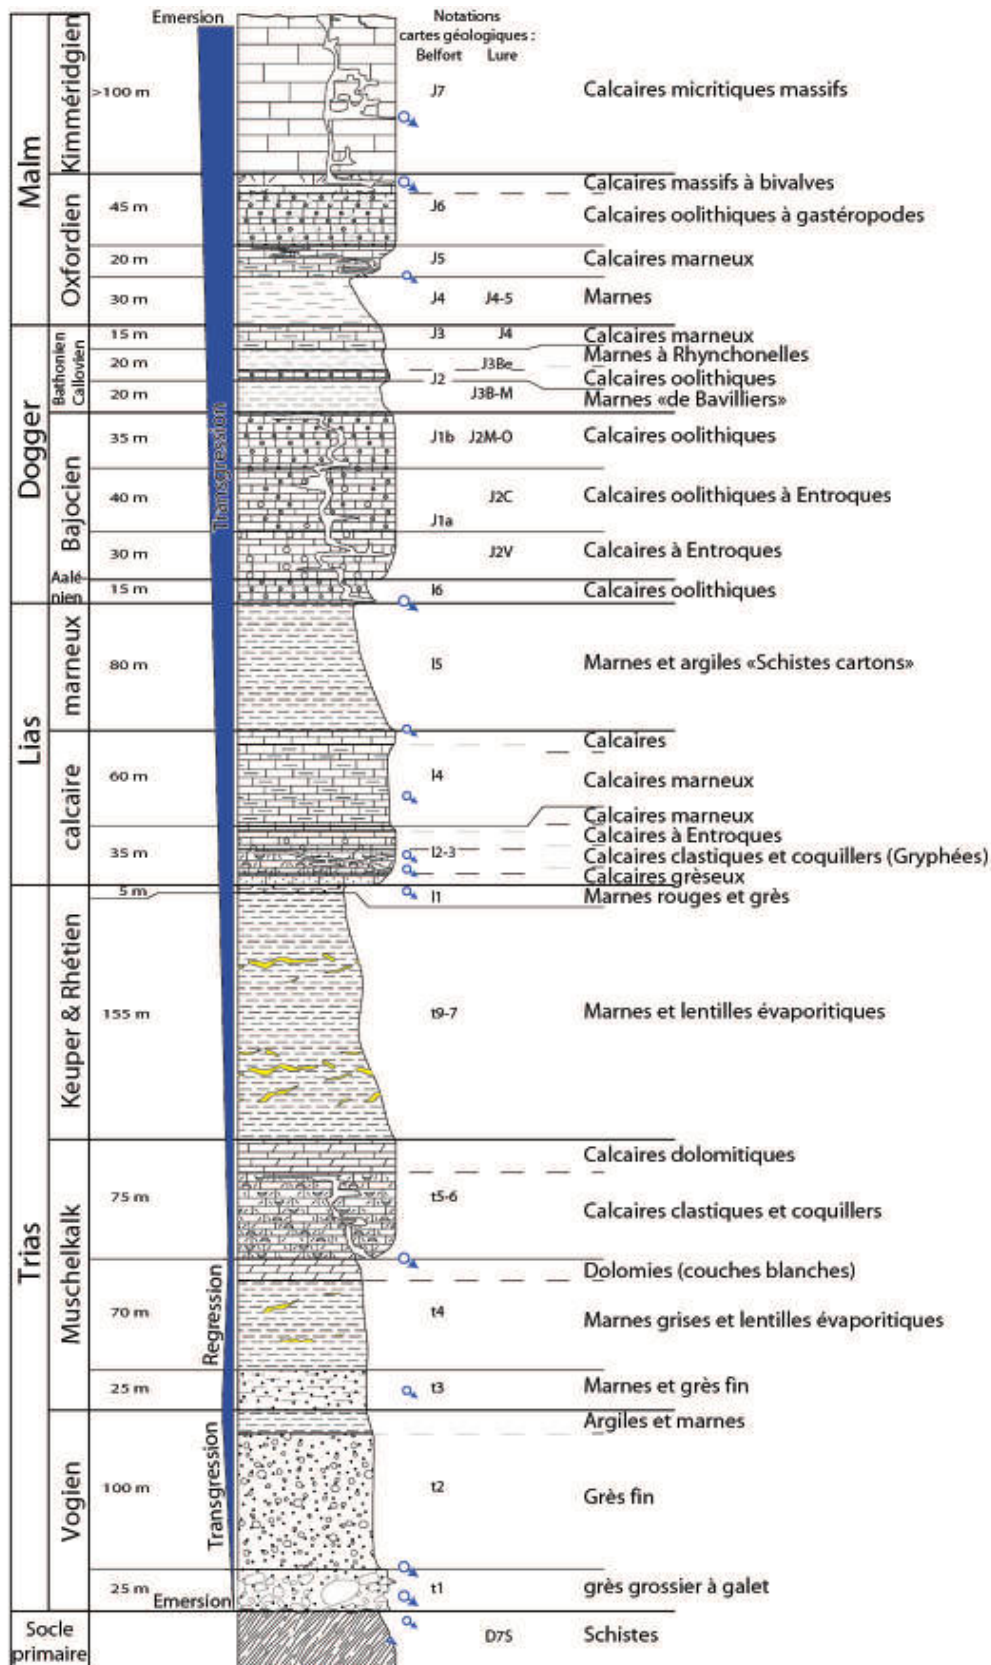 Emersion
Notations
cartes géologiques :
Belfort Lure
Malm
Kimméridgien
>100 m J7 Calcaires micritiques massifs
Oxfordien
Calcaires massifs à bivalves
45 m J6 Calcaires oolithiques à gastéropodes
20 m J5 Calcaires marneux
30 m J4 J4-5 Marnes
Dogger
Bathonien
Callovien
15 m J3 J4 Calcaires marneux
Marnes à Rhynchonelles
20 m J3Be
J2 Calcaires oolithiques
20 m J3B-M Marnes «de Bavilliers»
Transgression
Bajocien
35 m J1b J2M-O Calcaires oolithiques
40 m J2C Calcaires oolithiques à Entroques
J1a
30 m J2V Calcaires à Entroques
Aalé
nien
15 m l6 Calcaires oolithiques
Lias
marneux
80 m l5 Marnes et argiles «Schistes cartons»
calcaire
Calcaires
60 m l4 Calcaires marneux
Calcaires marneux
Calcaires à Entroques
35 m l2-3 Calcaires clastiques et coquillers (Gryphées)
Calcaires grèseux
5 m l1 Marnes rouges et grès
Trias
Keuper & Rhétien
155 m t9-7 Marnes et lentilles évaporitiques
Muschelkalk
Calcaires dolomitiques
75 m t5-6 Calcaires clastiques et coquillers
Dolomies (couches blanches)
Regression
70 m t4 Marnes grises et lentilles évaporitiques
25 m t3 Marnes et grès fin
Vogien
Argiles et marnes
Transgression
100 m t2 Grès fin
25 m t1 grès grossier à galet
Emersion
Socle
primaire
D7S Schistes